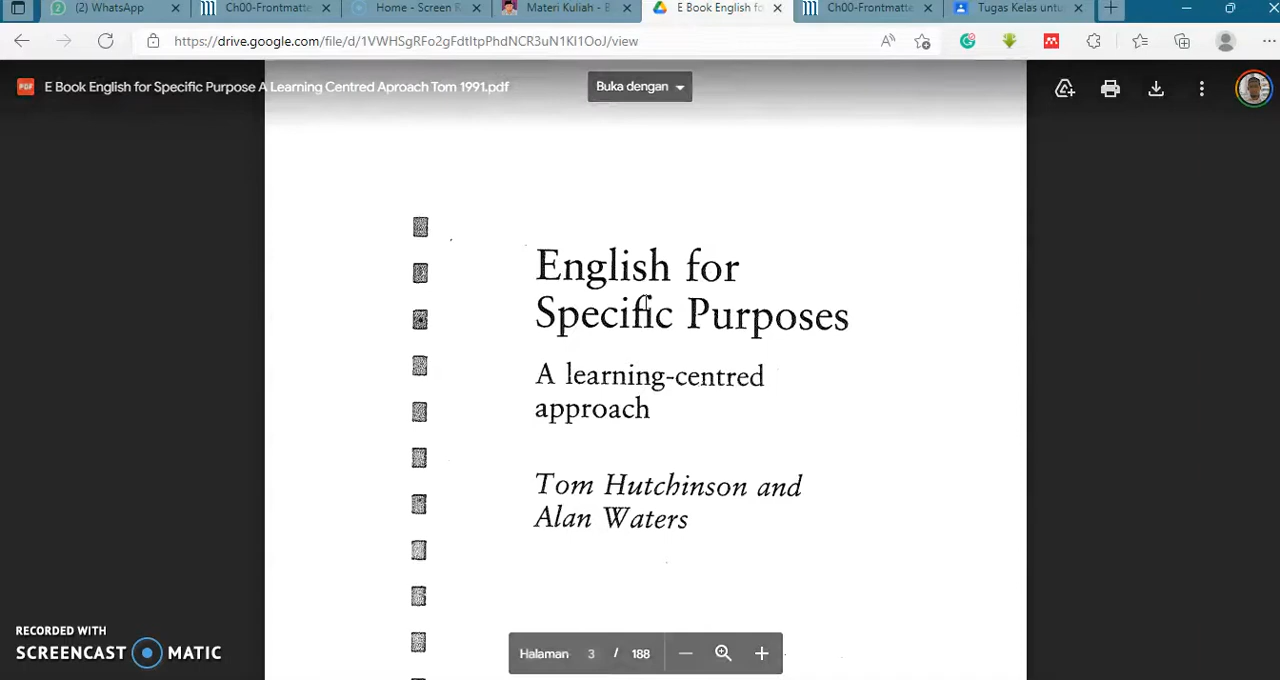 (2) WhatsApp
Ch00-Frontmatte
Home - Screen R
Materi Kuliah - B
E Book English fo
Ch00-Frontmatte
Tugas Kelas untu
https://drive.google.com/file/d/1VWHSgRFo2gFdtItpPhdNCR3uN1KI1OoJ/view
PDF
E Book English for Specific Purpose A Learning Centred Aproach Tom 1991.pdf
Buka dengan
English for
Specific Purposes
A learning-centred
approach
Tom Hutchinson and
Alan Waters
RECORDED WITH
SCREENCAST MATIC
Halaman 3 / 188